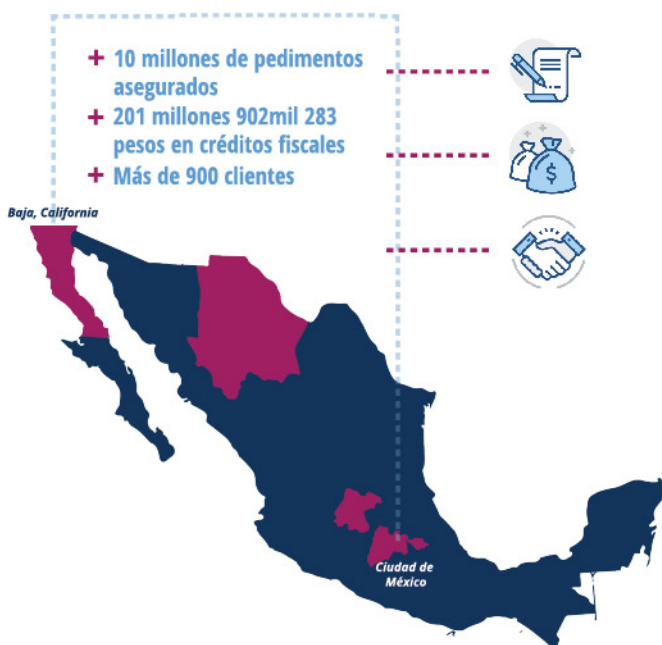 + 10 millones de pedimentos
asegurados
+ 201 millones 902mil 283
pesos en créditos fiscales
+ Más de 900 clientes
$
Baja, California
Ciudad de
México